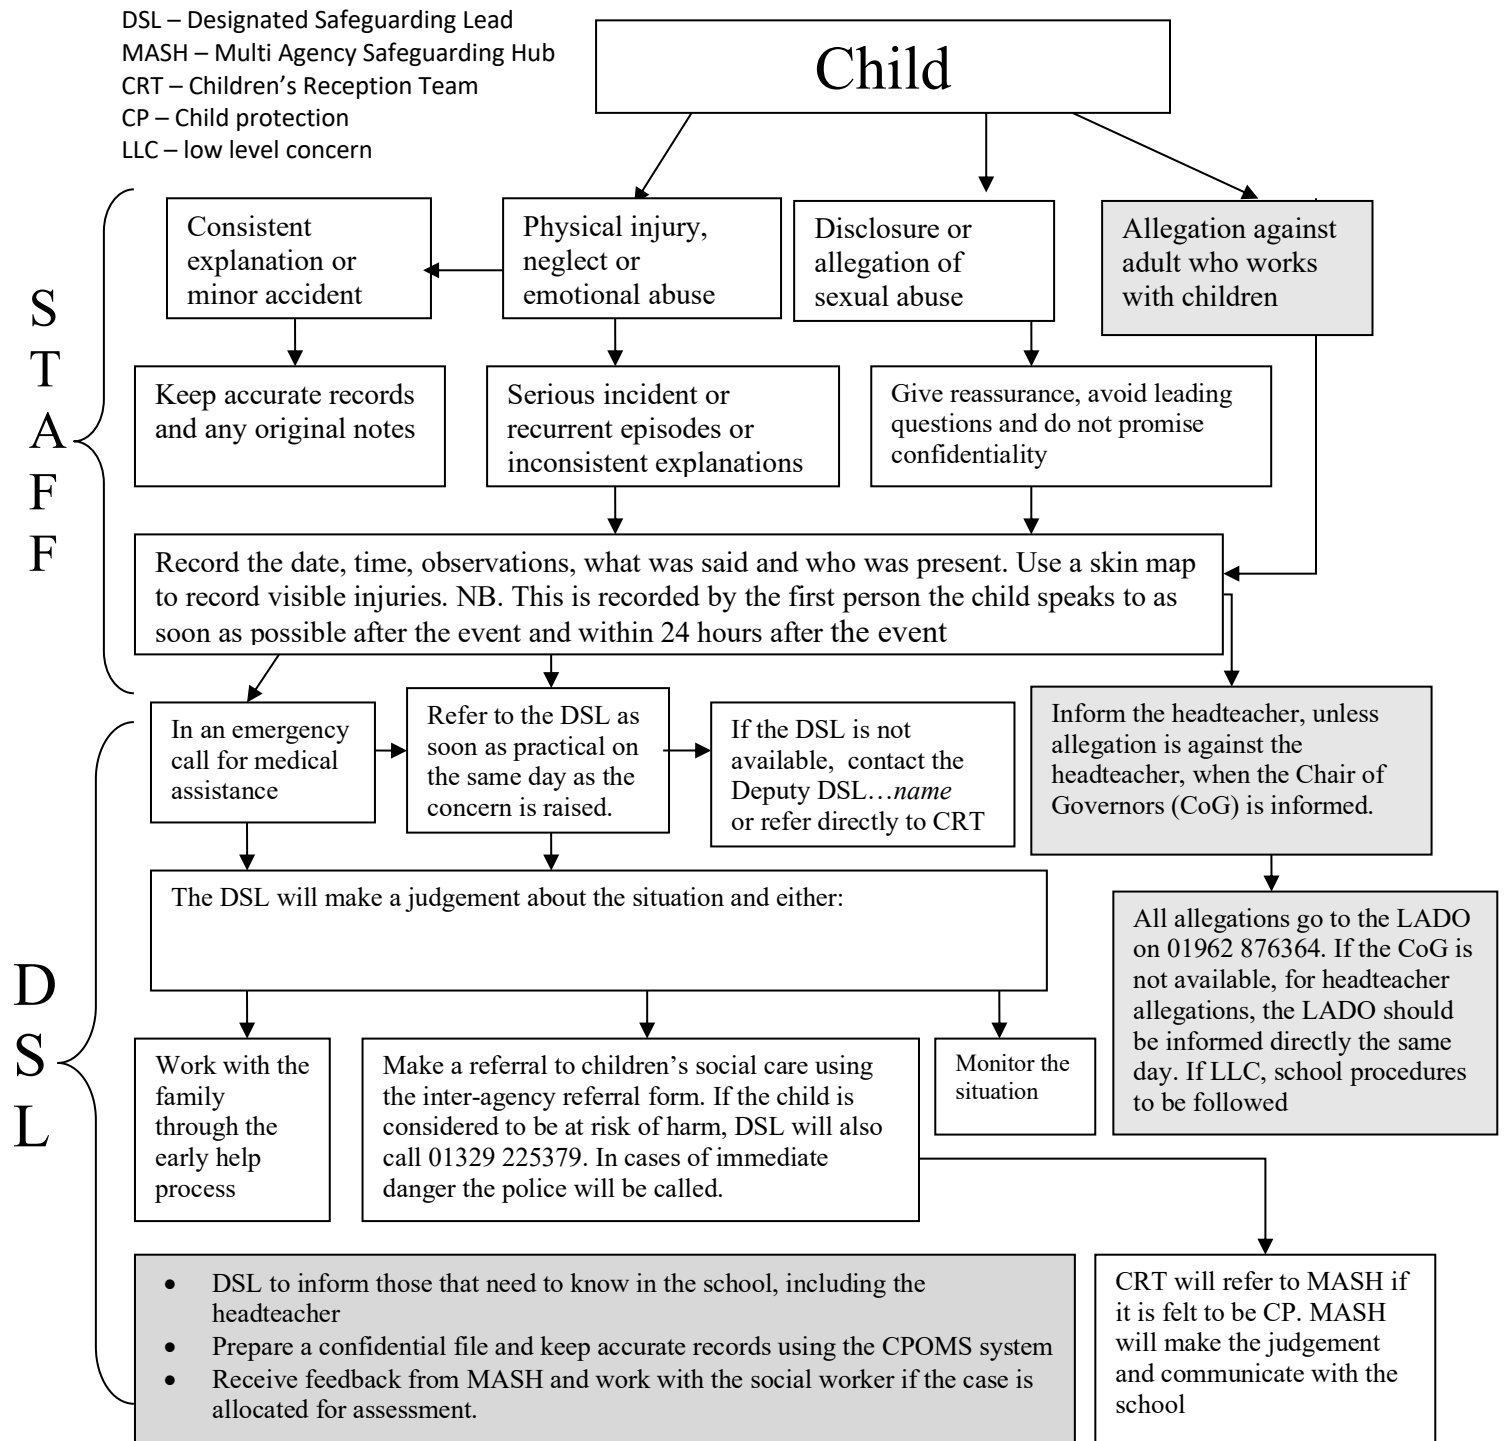 DSL – Designated Safeguarding Lead
MASH – Multi Agency Safeguarding Hub
CRT – Children's Reception Team
CP – Child protection
LLC – low level concern
Child
STAFF
Consistent
explanation or
minor accident
Physical injury,
neglect or
emotional abuse
Disclosure or
allegation of
sexual abuse
Allegation against
adult who works
with children
Keep accurate records
and any original notes
Serious incident or
recurrent episodes or
inconsistent explanations
Give reassurance, avoid leading
questions and do not promise
confidentiality
Record the date, time, observations, what was said and who was present. Use a skin map
to record visible injuries. NB. This is recorded by the first person the child speaks to as
soon as possible after the event and within 24 hours after the event
DSL
In an emergency
call for medical
assistance
Refer to the DSL as
soon as practical on
the same day as the
concern is raised.
If the DSL is not
available, contact the
Deputy DSL…name
or refer directly to CRT
Inform the headteacher, unless
allegation is against the
headteacher, when the Chair of
Governors (CoG) is informed.
The DSL will make a judgement about the situation and either:
All allegations go to the LADO
on 01962 876364. If the CoG is
not available, for headteacher
allegations, the LADO should
be informed directly the same
day. If LLC, school procedures
to be followed
Work with the
family
through the
early help
process
Make a referral to children's social care using
the inter-agency referral form. If the child is
considered to be at risk of harm, DSL will also
call 01329 225379. In cases of immediate
danger the police will be called.
Monitor the
situation
• DSL to inform those that need to know in the school, including the
headteacher
• Prepare a confidential file and keep accurate records using the CPOMS system
• Receive feedback from MASH and work with the social worker if the case is
allocated for assessment.
CRT will refer to MASH if
it is felt to be CP. MASH
will make the judgement
and communicate with the
school